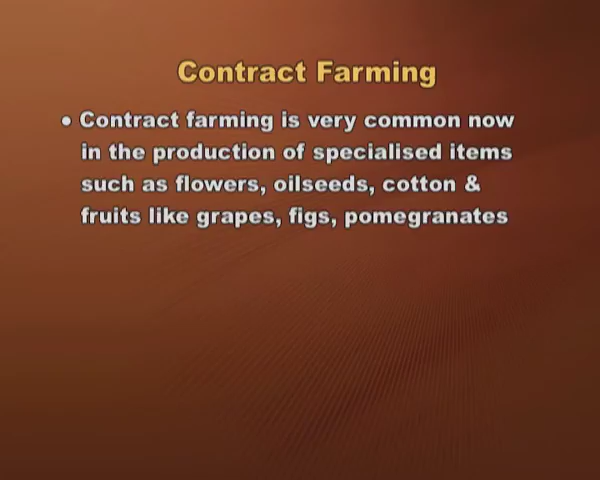 Contract Farming
• Contract farming is very common now
in the production of specialised items
such as flowers, oilseeds, cotton &
fruits like grapes, figs, pomegranates